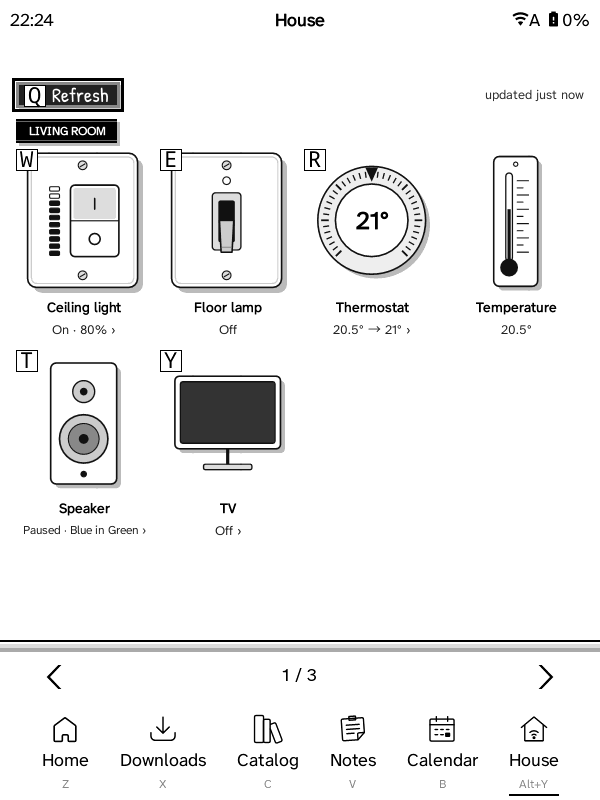 22:24
House
A
0%
Q Refresh
updated just now
LIVING ROOM
W
E
R
21°
Ceiling light
Floor lamp
Thermostat
Temperature
On · 80% ›
Off
20.5° → 21° ›
20.5°
T
Y
Speaker
TV
Paused · Blue in Green ›
Off ›
1 / 3
Home
Downloads
Catalog
Notes
Calendar
House
Z
X
C
V
B
Alt+Y